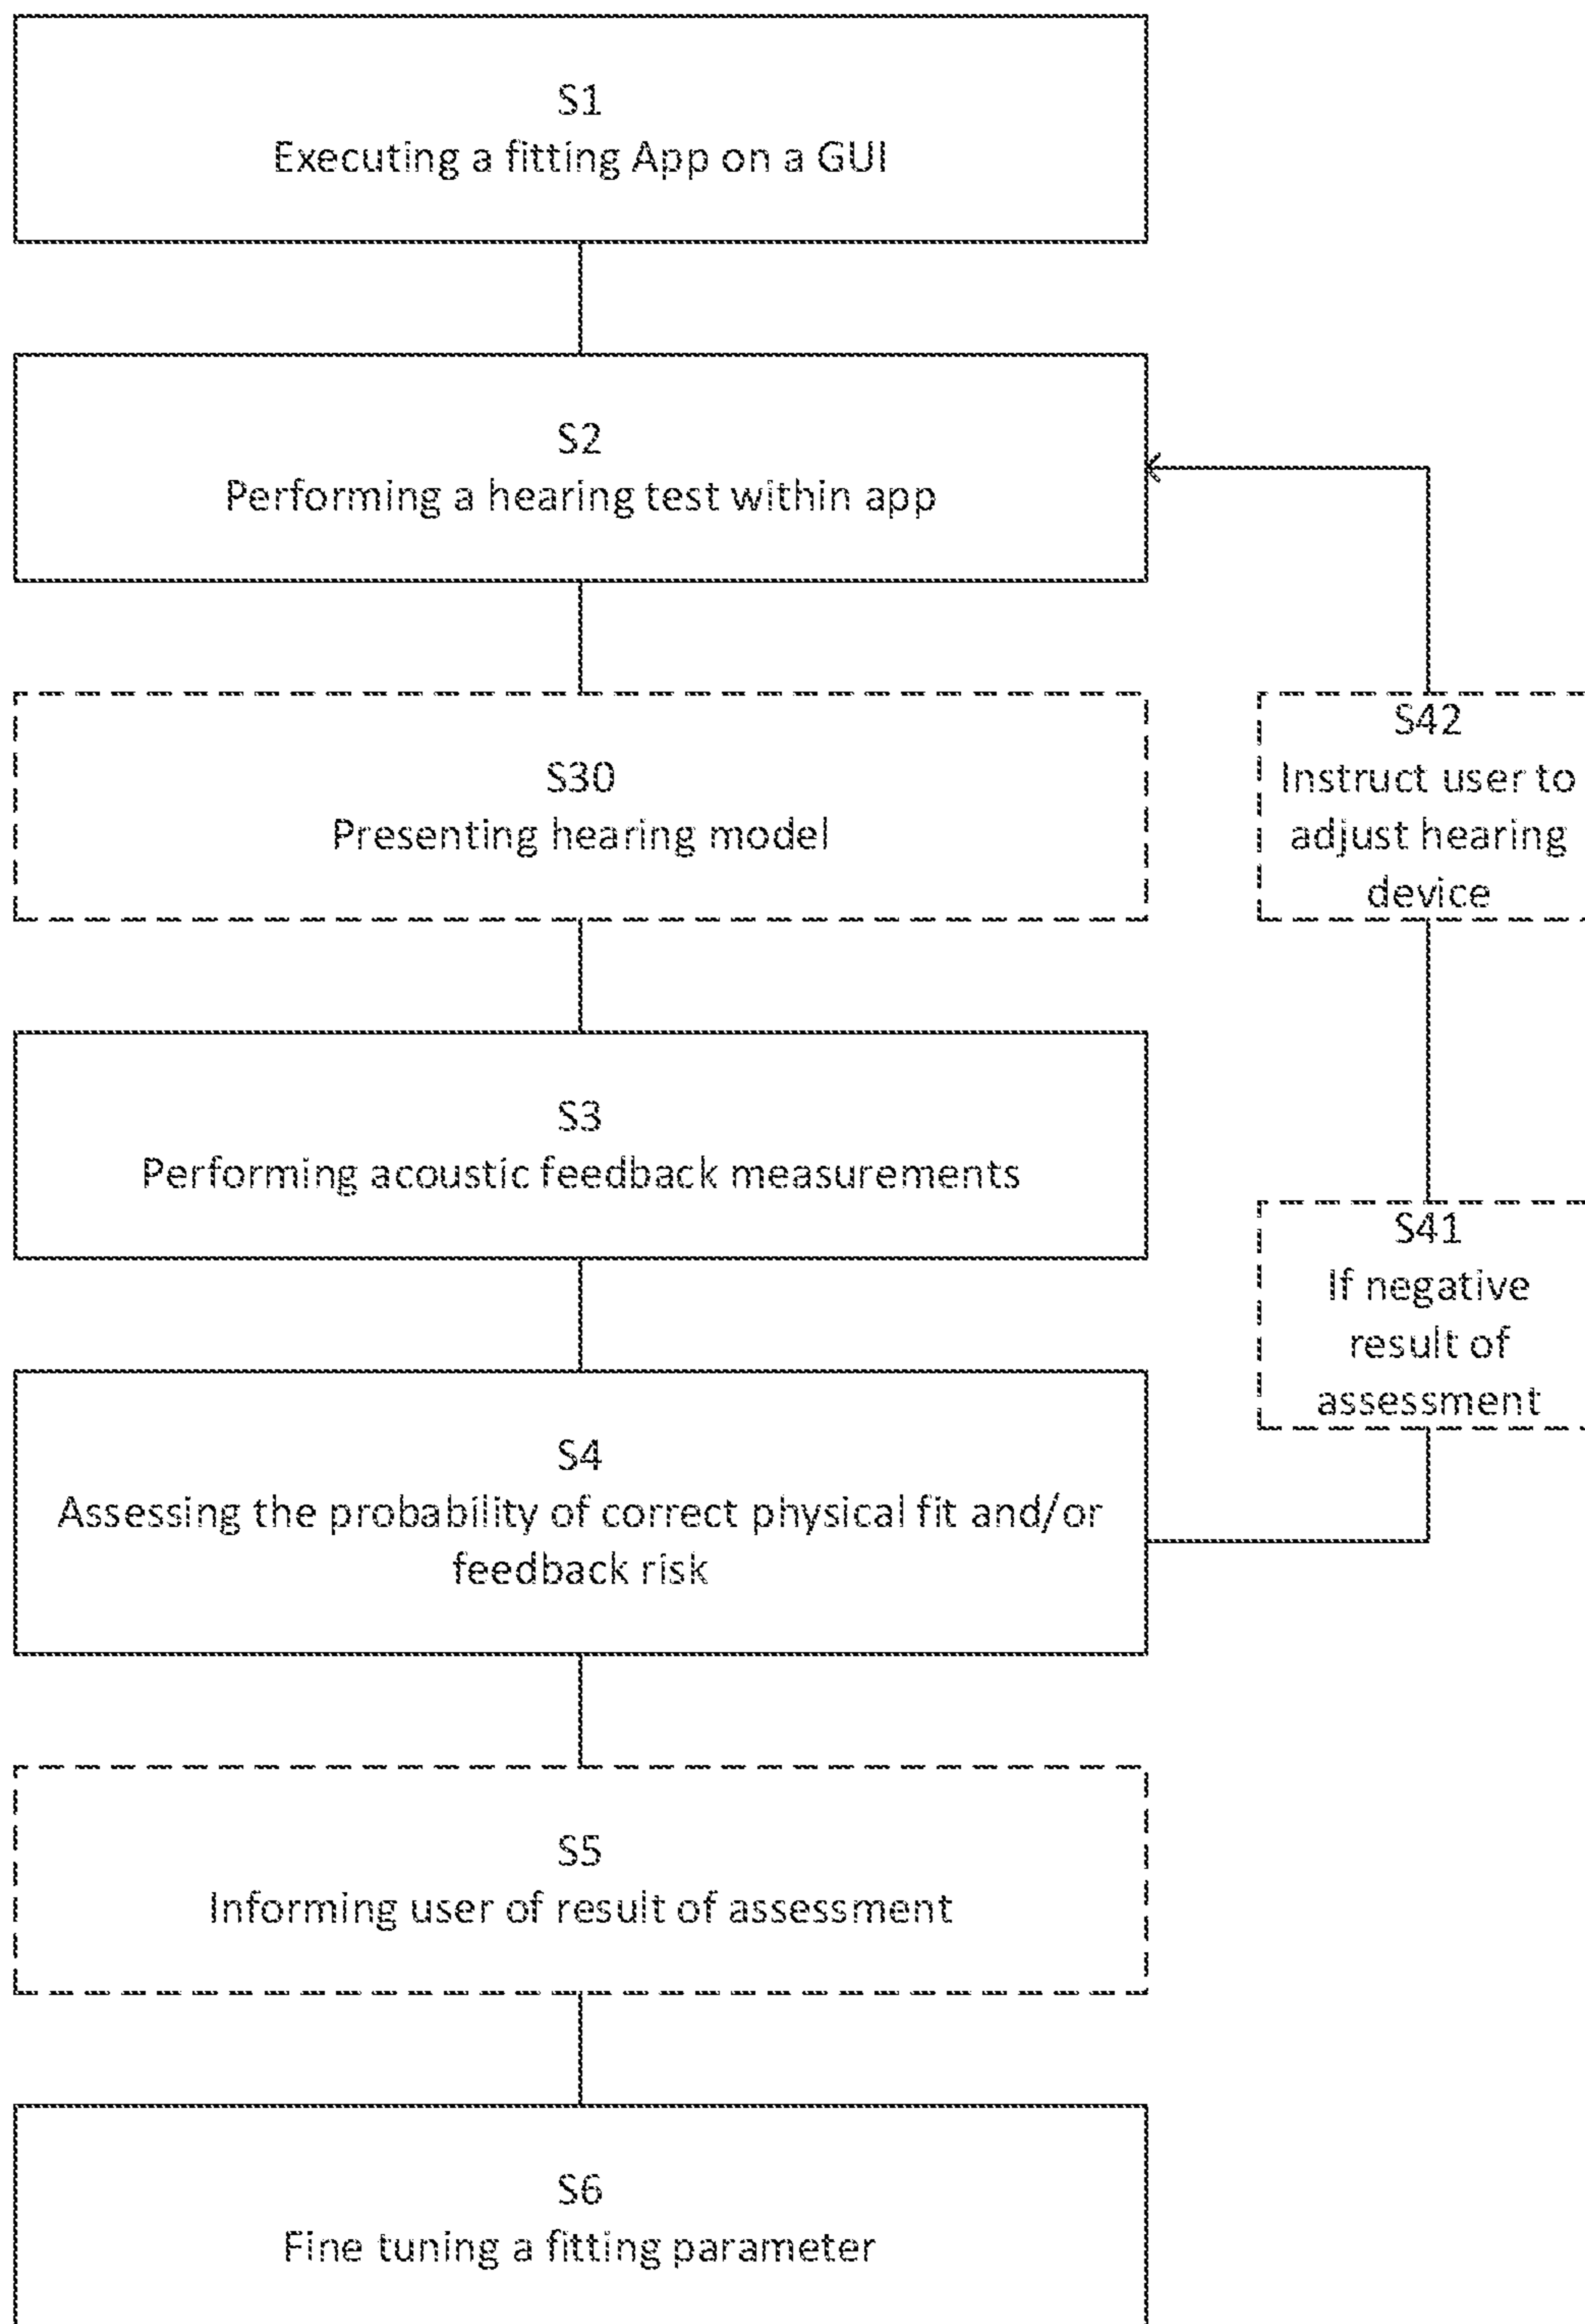 S1
Executing a fitting App on a GUI
S2
Performing a hearing test within app
S30
Presenting hearing model
S42
Instruct user to
adjust hearing
device
S3
Performing acoustic feedback measurements
S41
If negative
result of
assessment
S4
Assessing the probability of correct physical fit and/or
feedback risk
S5
Informing user of result of assessment
S6
Fine tuning a fitting parameter